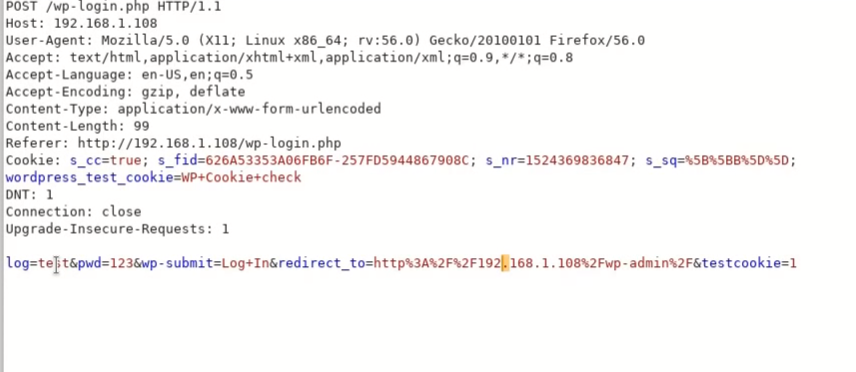 POST /wp-login.php HTTP/1.1
Host: 192.168.1.108
User-Agent: Mozilla/5.0 (X11; Linux x86_64; rv:56.0) Gecko/20100101 Firefox/56.0
Accept: text/html,application/xhtml+xml,application/xml;q=0.9,*/*;q=0.8
Accept-Language: en-US,en;q=0.5
Accept-Encoding: gzip, deflate
Content-Type: application/x-www-form-urlencoded
Content-Length: 99
Referer: http://192.168.1.108/wp-login.php
Cookie: s_cc=true; s_fid=626A53353A06FB6F-257FD5944867908C; s_nr=1524369836847; s_sq=%5B%5BB%5D%5D;
wordpress_test_cookie=WP+Cookie+check
DNT: 1
Connection: close
Upgrade-Insecure-Requests: 1
log=test&pwd=123&wp-submit=Log+In&redirect_to=http%3A%2F%2F192.168.1.108%2Fwp-admin%2F&testcookie=1